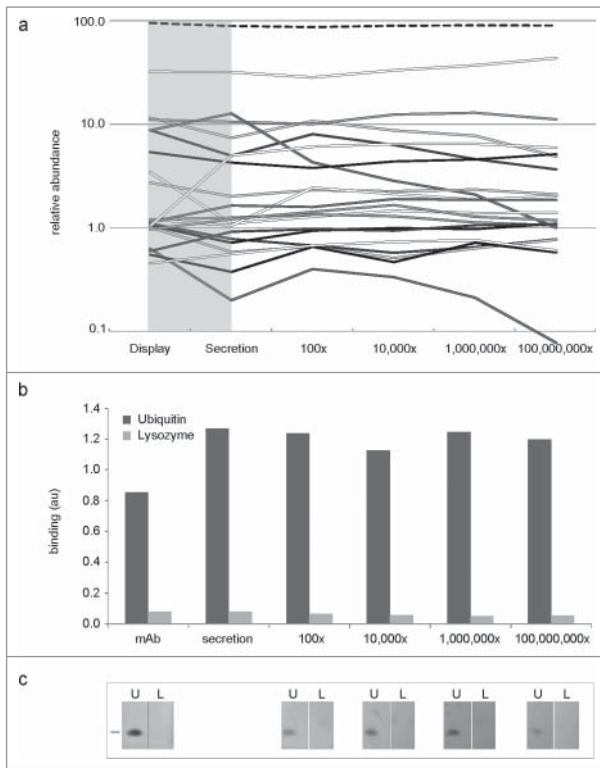 a
100.0
10.0
1.0
0.1
relative abundance
Display Secretion 100x 10,000x 1,000,000x 100,000,000x
b
1.4
1.2
1.0
0.8
0.6
0.4
0.2
0.0
binding (au)
Ubiquitin
Lysozyme
mAb secretion 100x 10,000x 1,000,000x 100,000,000x
c
U L U L U L U L U L